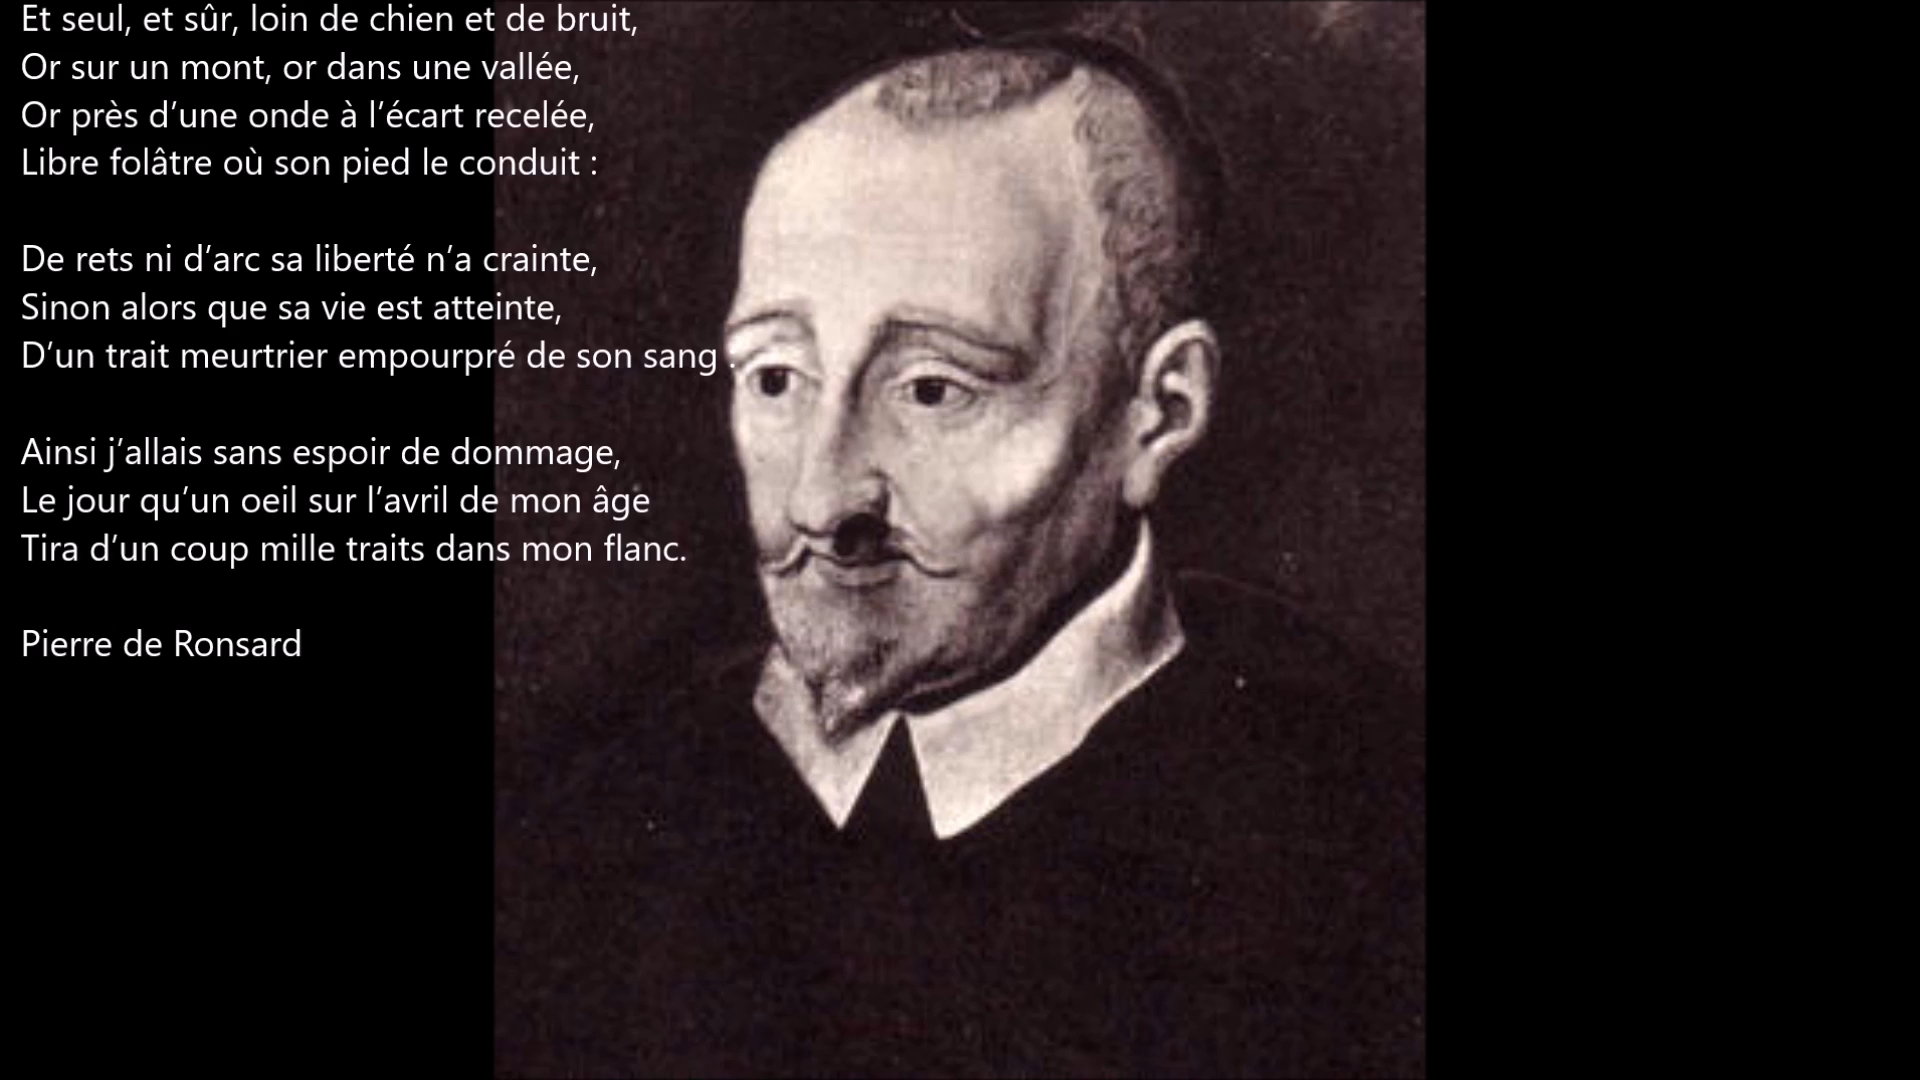 Et seul, et sûr, loin de chien et de bruit,
Or sur un mont, or dans une vallée,
Or près d’une onde à l’écart recelée,
Libre folâtre où son pied le conduit :
De rets ni d’arc sa liberté n’a crainte,
Sinon alors que sa vie est atteinte,
D’un trait meurtrier empourpré de son sang :
Ainsi j’allais sans espoir de dommage,
Le jour qu’un oeil sur l’avril de mon âge
Tira d’un coup mille traits dans mon flanc.
Pierre de Ronsard